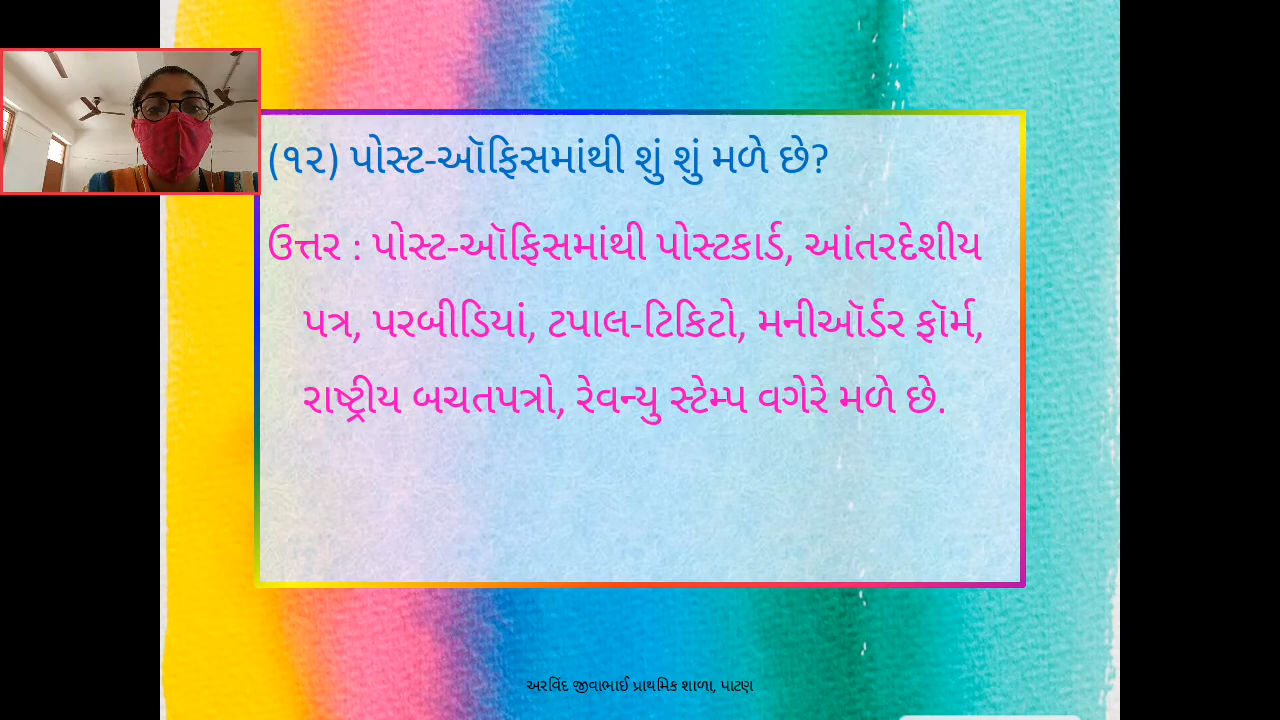 (૧૨) પોસ્ટ-ઑફિસમાંથી શું શું મળે છે?
ઉત્તર : પોસ્ટ-ઑફિસમાંથી પોસ્ટકાર્ડ, આંતરદેશીય
પત્ર, પરબીડિયાં, ટપાલ-ટિકિટો, મનીઑર્ડર ફૉર્મ,
રાષ્ટ્રીય બચતપત્રો, રેવન્યુ સ્ટેમ્પ વગેરે મળે છે.
અરવિંદ જીવાભાઈ પ્રાથમિક શાળા, પાટણ